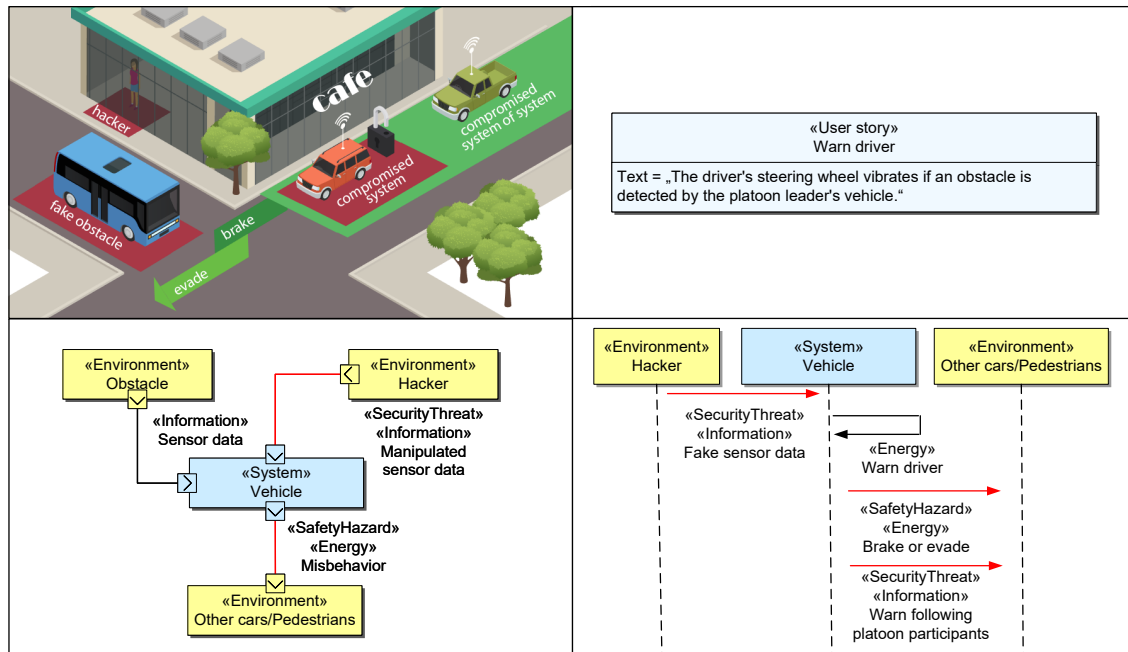 hacker
cafe
compromised
system of system
compromised
system
fake obstacle
brake
evade
«User story»
Warn driver
Text = „The driver's steering wheel vibrates if an obstacle is
detected by the platoon leader's vehicle.“
«Environment»
Obstacle
«Environment»
Hacker
«Information»
Sensor data
«SecurityThreat»
«Information»
Manipulated
sensor data
«System»
Vehicle
«SafetyHazard»
«Energy»
Misbehavior
«Environment»
Other cars/Pedestrians
«Environment»
Hacker
«System»
Vehicle
«Environment»
Other cars/Pedestrians
«SecurityThreat»
«Information»
Fake sensor data
«Energy»
Warn driver
«SafetyHazard»
«Energy»
Brake or evade
«SecurityThreat»
«Information»
Warn following
platoon participants